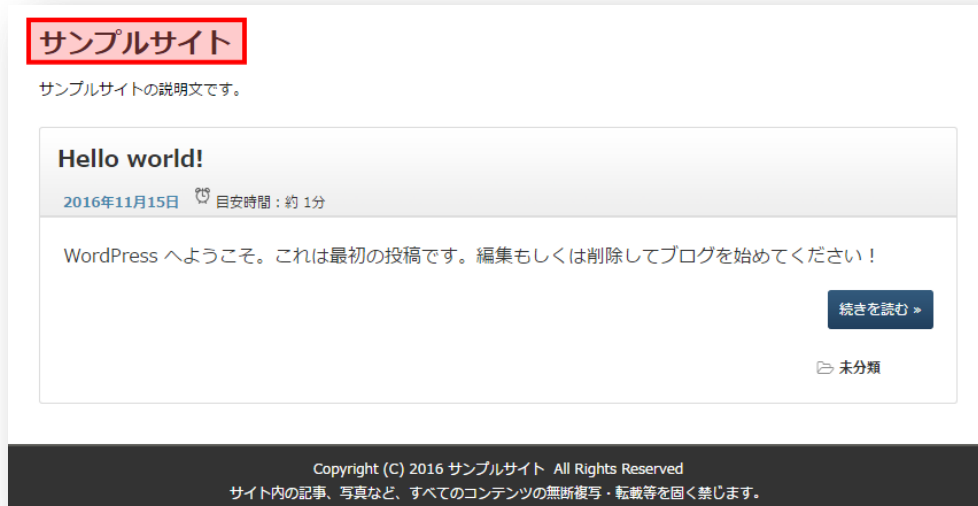 サンプルサイト
サンプルサイトの説明文です。
Hello world!
2016年11月15日 目安時間：約 1分
WordPress へようこそ。これは最初の投稿です。編集もしくは削除してブログを始めてください！
続きを読む »
未分類
Copyright (C) 2016 サンプルサイト All Rights Reserved
サイト内の記事、写真など、すべてのコンテンツの無断複写・転載等を固く禁じます。